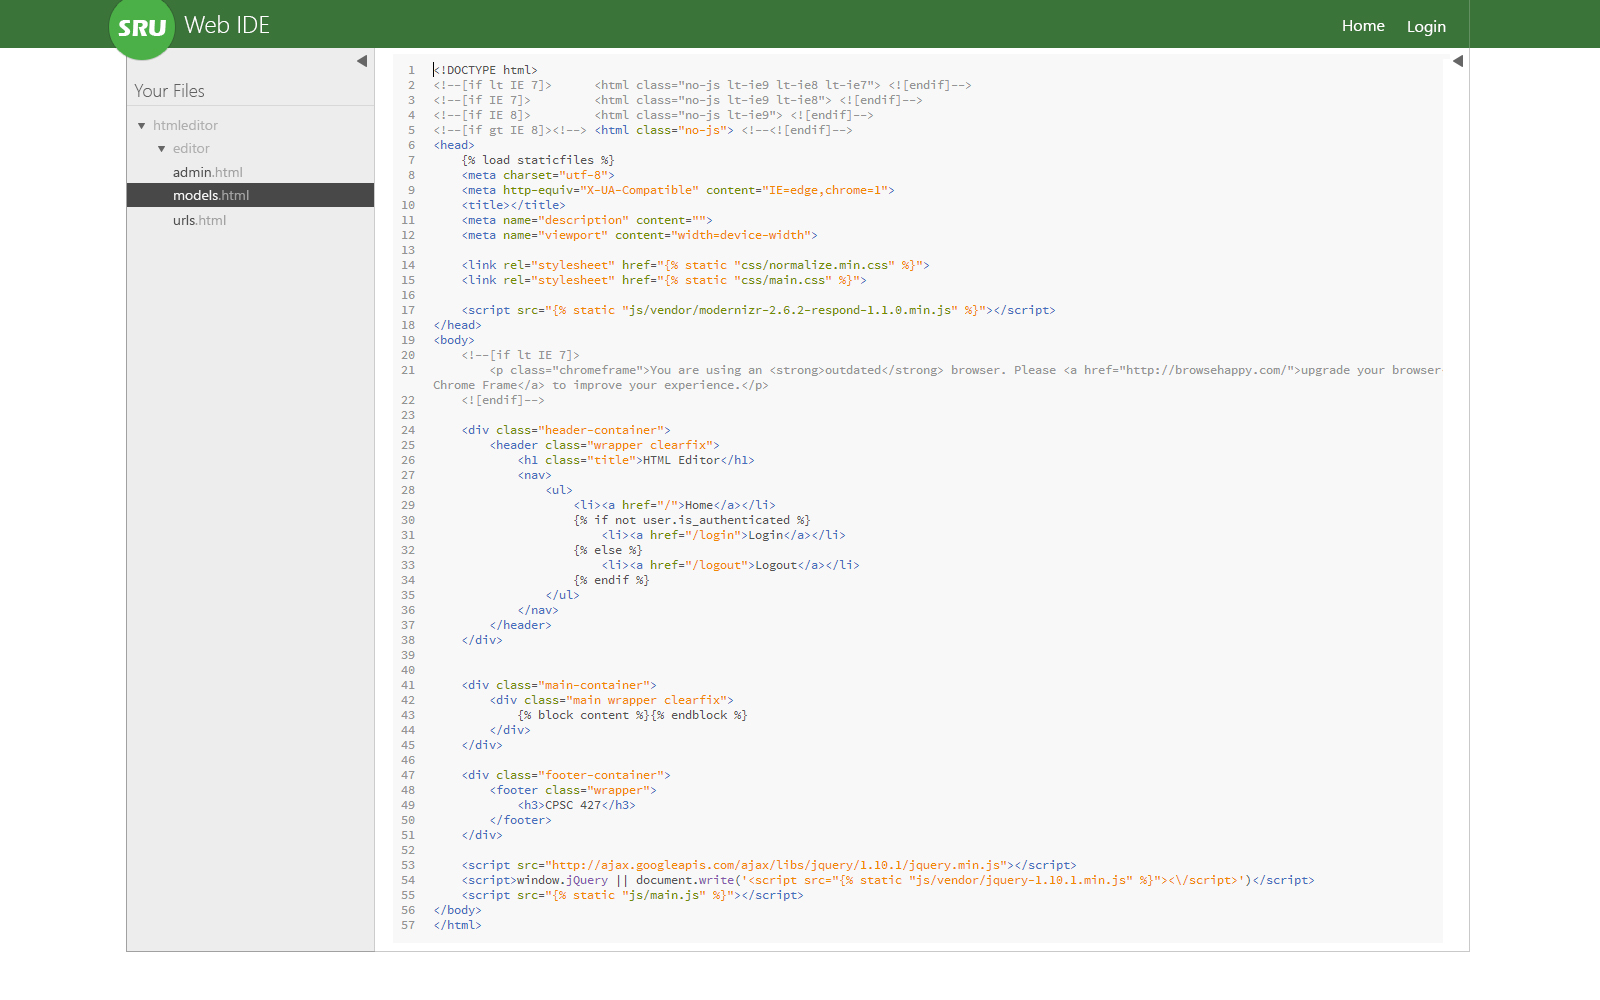 SRU Web IDE
Home Login
Your Files
htmleditor
editor
admin.html
models.html
urls.html
1 <!DOCTYPE html>
2 <!--[if lt IE 7]>      <html class="no-js lt-ie9 lt-ie8 lt-ie7"> <![endif]-->
3 <!--[if IE 7]>         <html class="no-js lt-ie9 lt-ie8"> <![endif]-->
4 <!--[if IE 8]>         <html class="no-js lt-ie9"> <![endif]-->
5 <!--[if gt IE 8]><!--> <html class="no-js"> <!--<![endif]-->
6 <head>
7     {% load staticfiles %}
8     <meta charset="utf-8">
9     <meta http-equiv="X-UA-Compatible" content="IE=edge,chrome=1">
10     <title></title>
11     <meta name="description" content="">
12     <meta name="viewport" content="width=device-width">
13
14     <link rel="stylesheet" href="{% static "css/normalize.min.css" %}">
15     <link rel="stylesheet" href="{% static "css/main.css" %}">
16
17     <script src="{% static "js/vendor/modernizr-2.6.2-respond-1.1.0.min.js" %}"></script>
18 </head>
19 <body>
20     <!--[if lt IE 7]>
21         <p class="chromeframe">You are using an <strong>outdated</strong> browser. Please <a href="http://browsehappy.com/">upgrade your browser
Chrome Frame</a> to improve your experience.</p>
22     <![endif]-->
23
24     <div class="header-container">
25         <header class="wrapper clearfix">
26             <h1 class="title">HTML Editor</h1>
27             <nav>
28                 <ul>
29                     <li><a href="/">Home</a></li>
30                     {% if not user.is_authenticated %}
31                         <li><a href="/login">Login</a></li>
32                     {% else %}
33                         <li><a href="/logout">Logout</a></li>
34                     {% endif %}
35                 </ul>
36             </nav>
37         </header>
38     </div>
39
40
41     <div class="main-container">
42         <div class="main wrapper clearfix">
43             {% block content %}{% endblock %}
44         </div>
45     </div>
46
47     <div class="footer-container">
48         <footer class="wrapper">
49             <h3>CPSC 427</h3>
50         </footer>
51     </div>
52
53     <script src="http://ajax.googleapis.com/ajax/libs/jquery/1.10.1/jquery.min.js"></script>
54     <script>window.jQuery || document.write('<script src="{% static "js/vendor/jquery-1.10.1.min.js" %}"><\/script>')</script>
55     <script src="{% static "js/main.js" %}"></script>
56 </body>
57 </html>